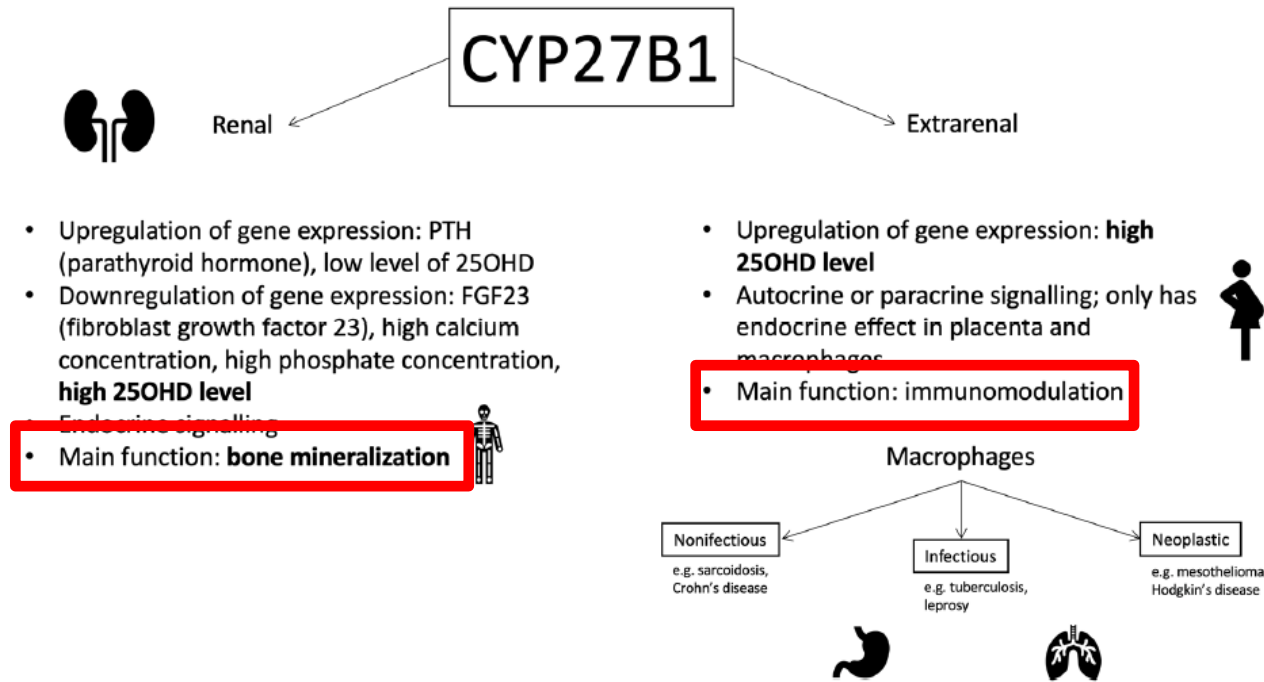 CYP27B1
Renal
Extrarenal
• Upregulation of gene expression: PTH
(parathyroid hormone), low level of 25OHD
• Downregulation of gene expression: FGF23
(fibroblast growth factor 23), high calcium
concentration, high phosphate concentration,
high 25OHD level
• Endocrine signalling
• Main function: bone mineralization
• Upregulation of gene expression: high
25OHD level
• Autocrine or paracrine signalling; only has
endocrine effect in placenta and
macrophages
• Main function: immunomodulation
Macrophages
Nonifectious
e.g. sarcoidosis,
Crohn's disease
Infectious
e.g. tuberculosis,
leprosy
Neoplastic
e.g. mesothelioma
Hodgkin's disease